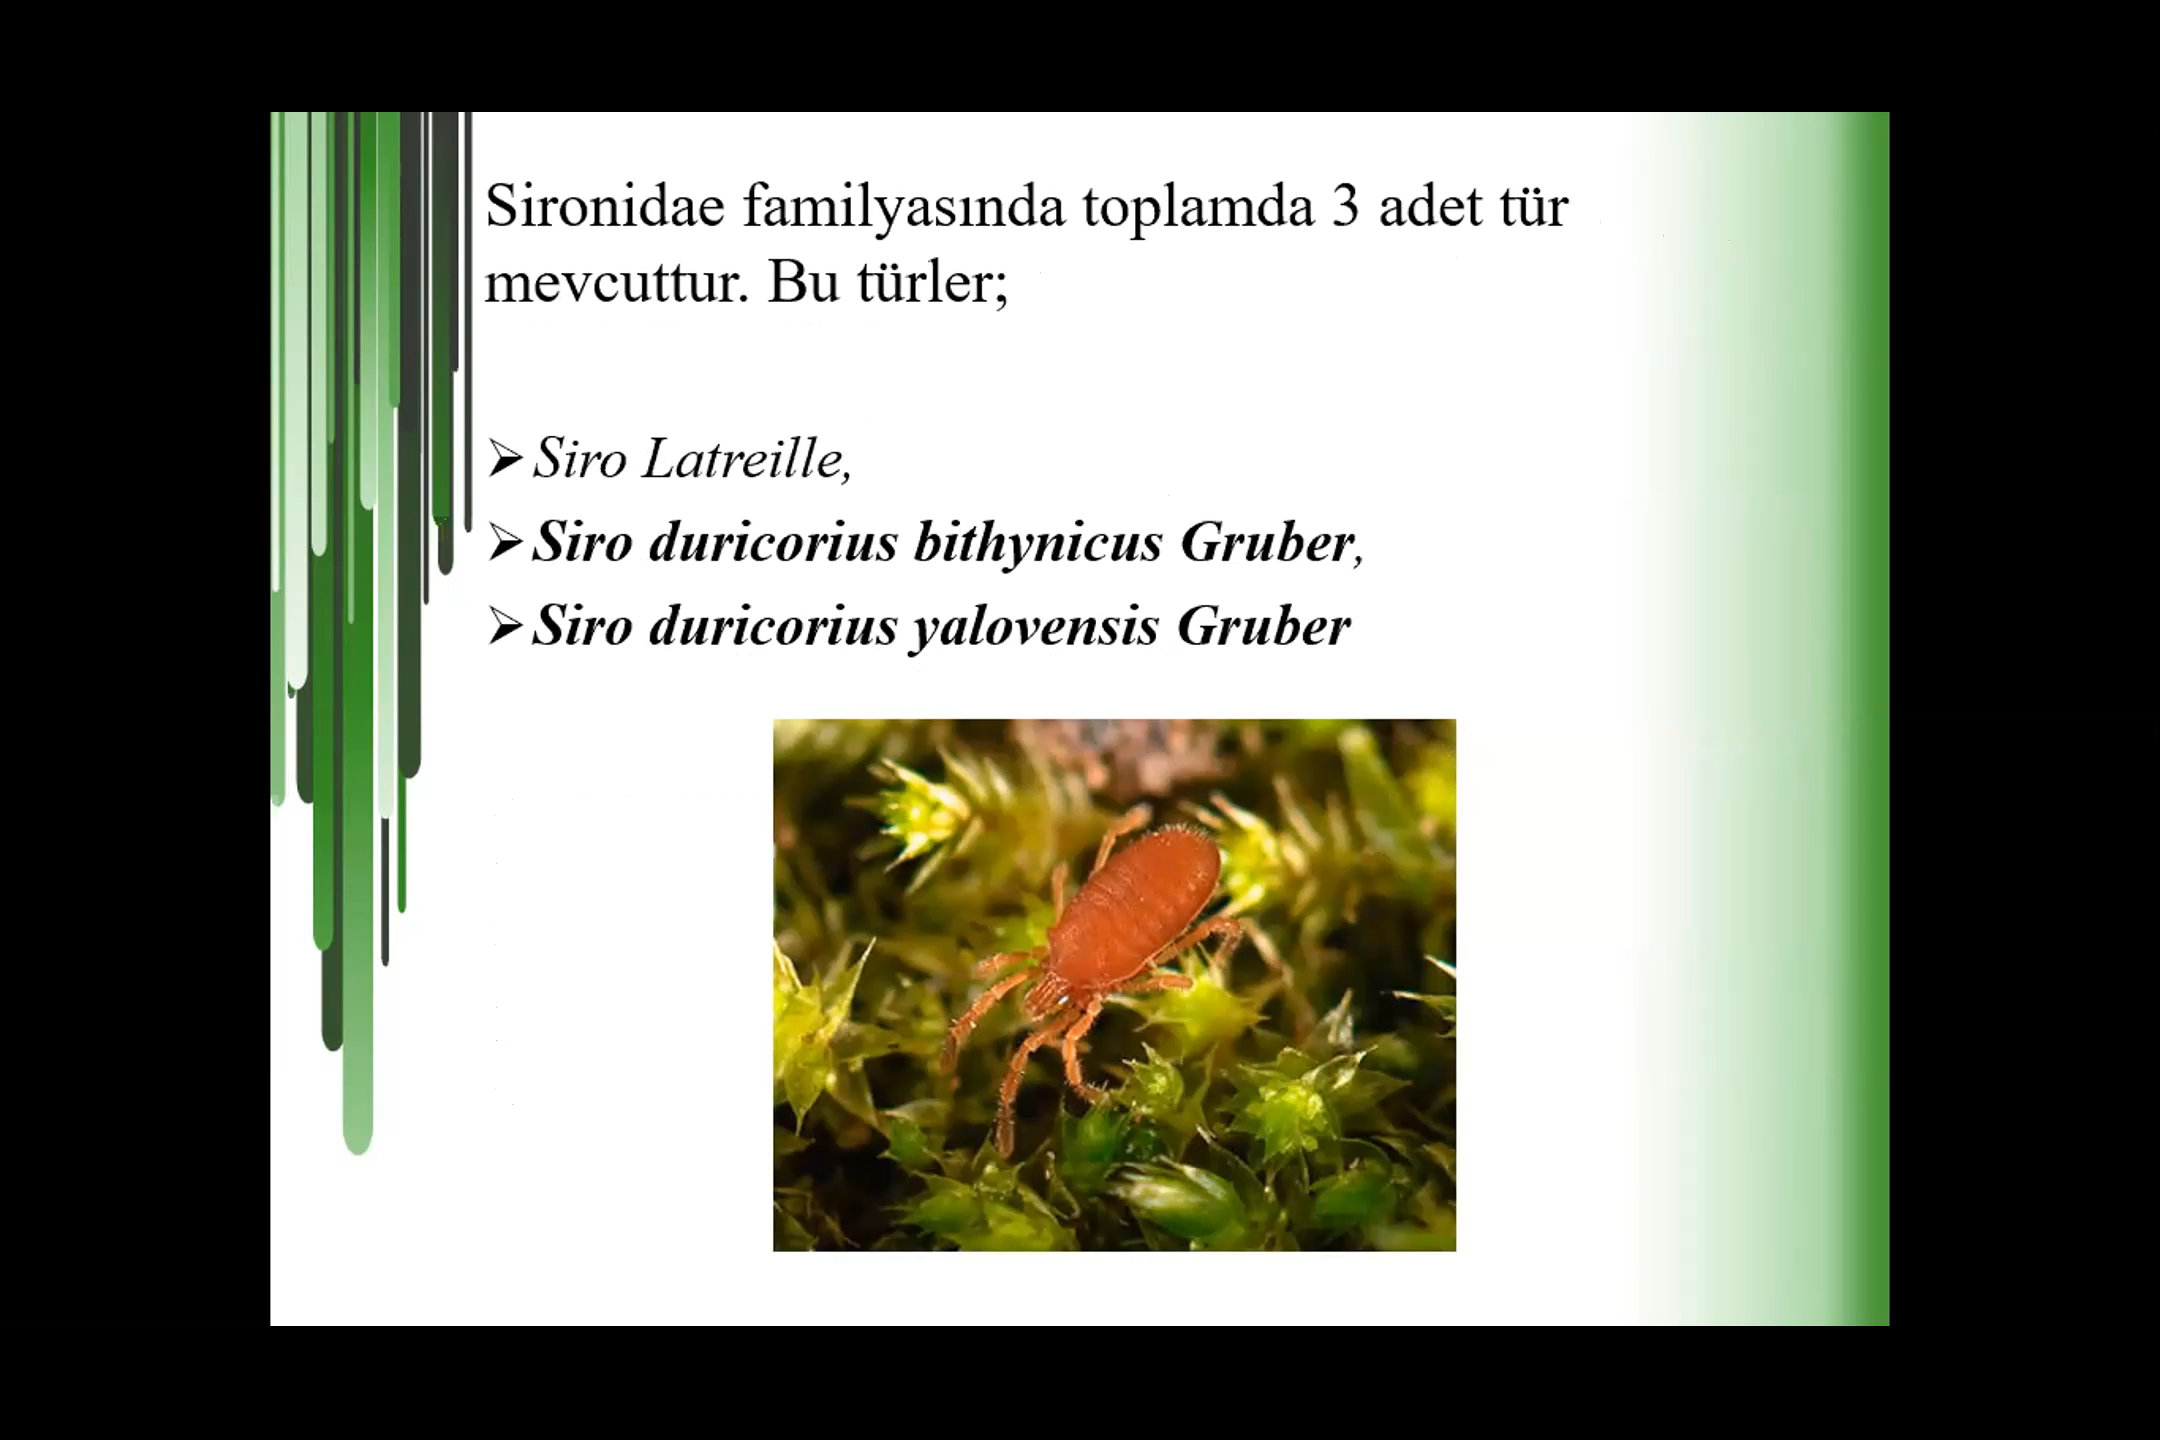 Sironidae familyasında toplamda 3 adet tür
mevcuttur. Bu türler;
➢ Siro Latreille,
➢ Siro duricorius bithynicus Gruber,
➢ Siro duricorius yalovensis Gruber